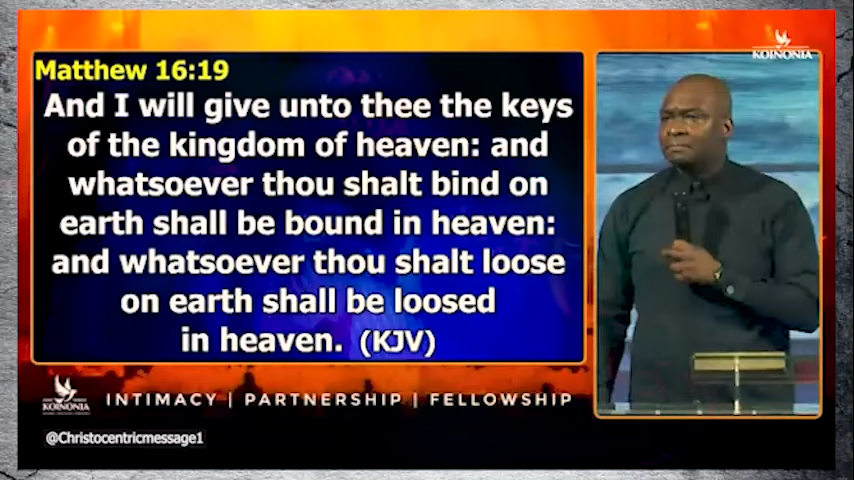 Matthew 16:19
And I will give unto thee the keys
of the kingdom of heaven: and
whatsoever thou shalt bind on
earth shall be bound in heaven:
and whatsoever thou shalt loose
on earth shall be loosed
in heaven. (KJV)
KOINONIA
KOINONIA
INTIMACY | PARTNERSHIP | FELLOWSHIP
@Christocentricmessage1